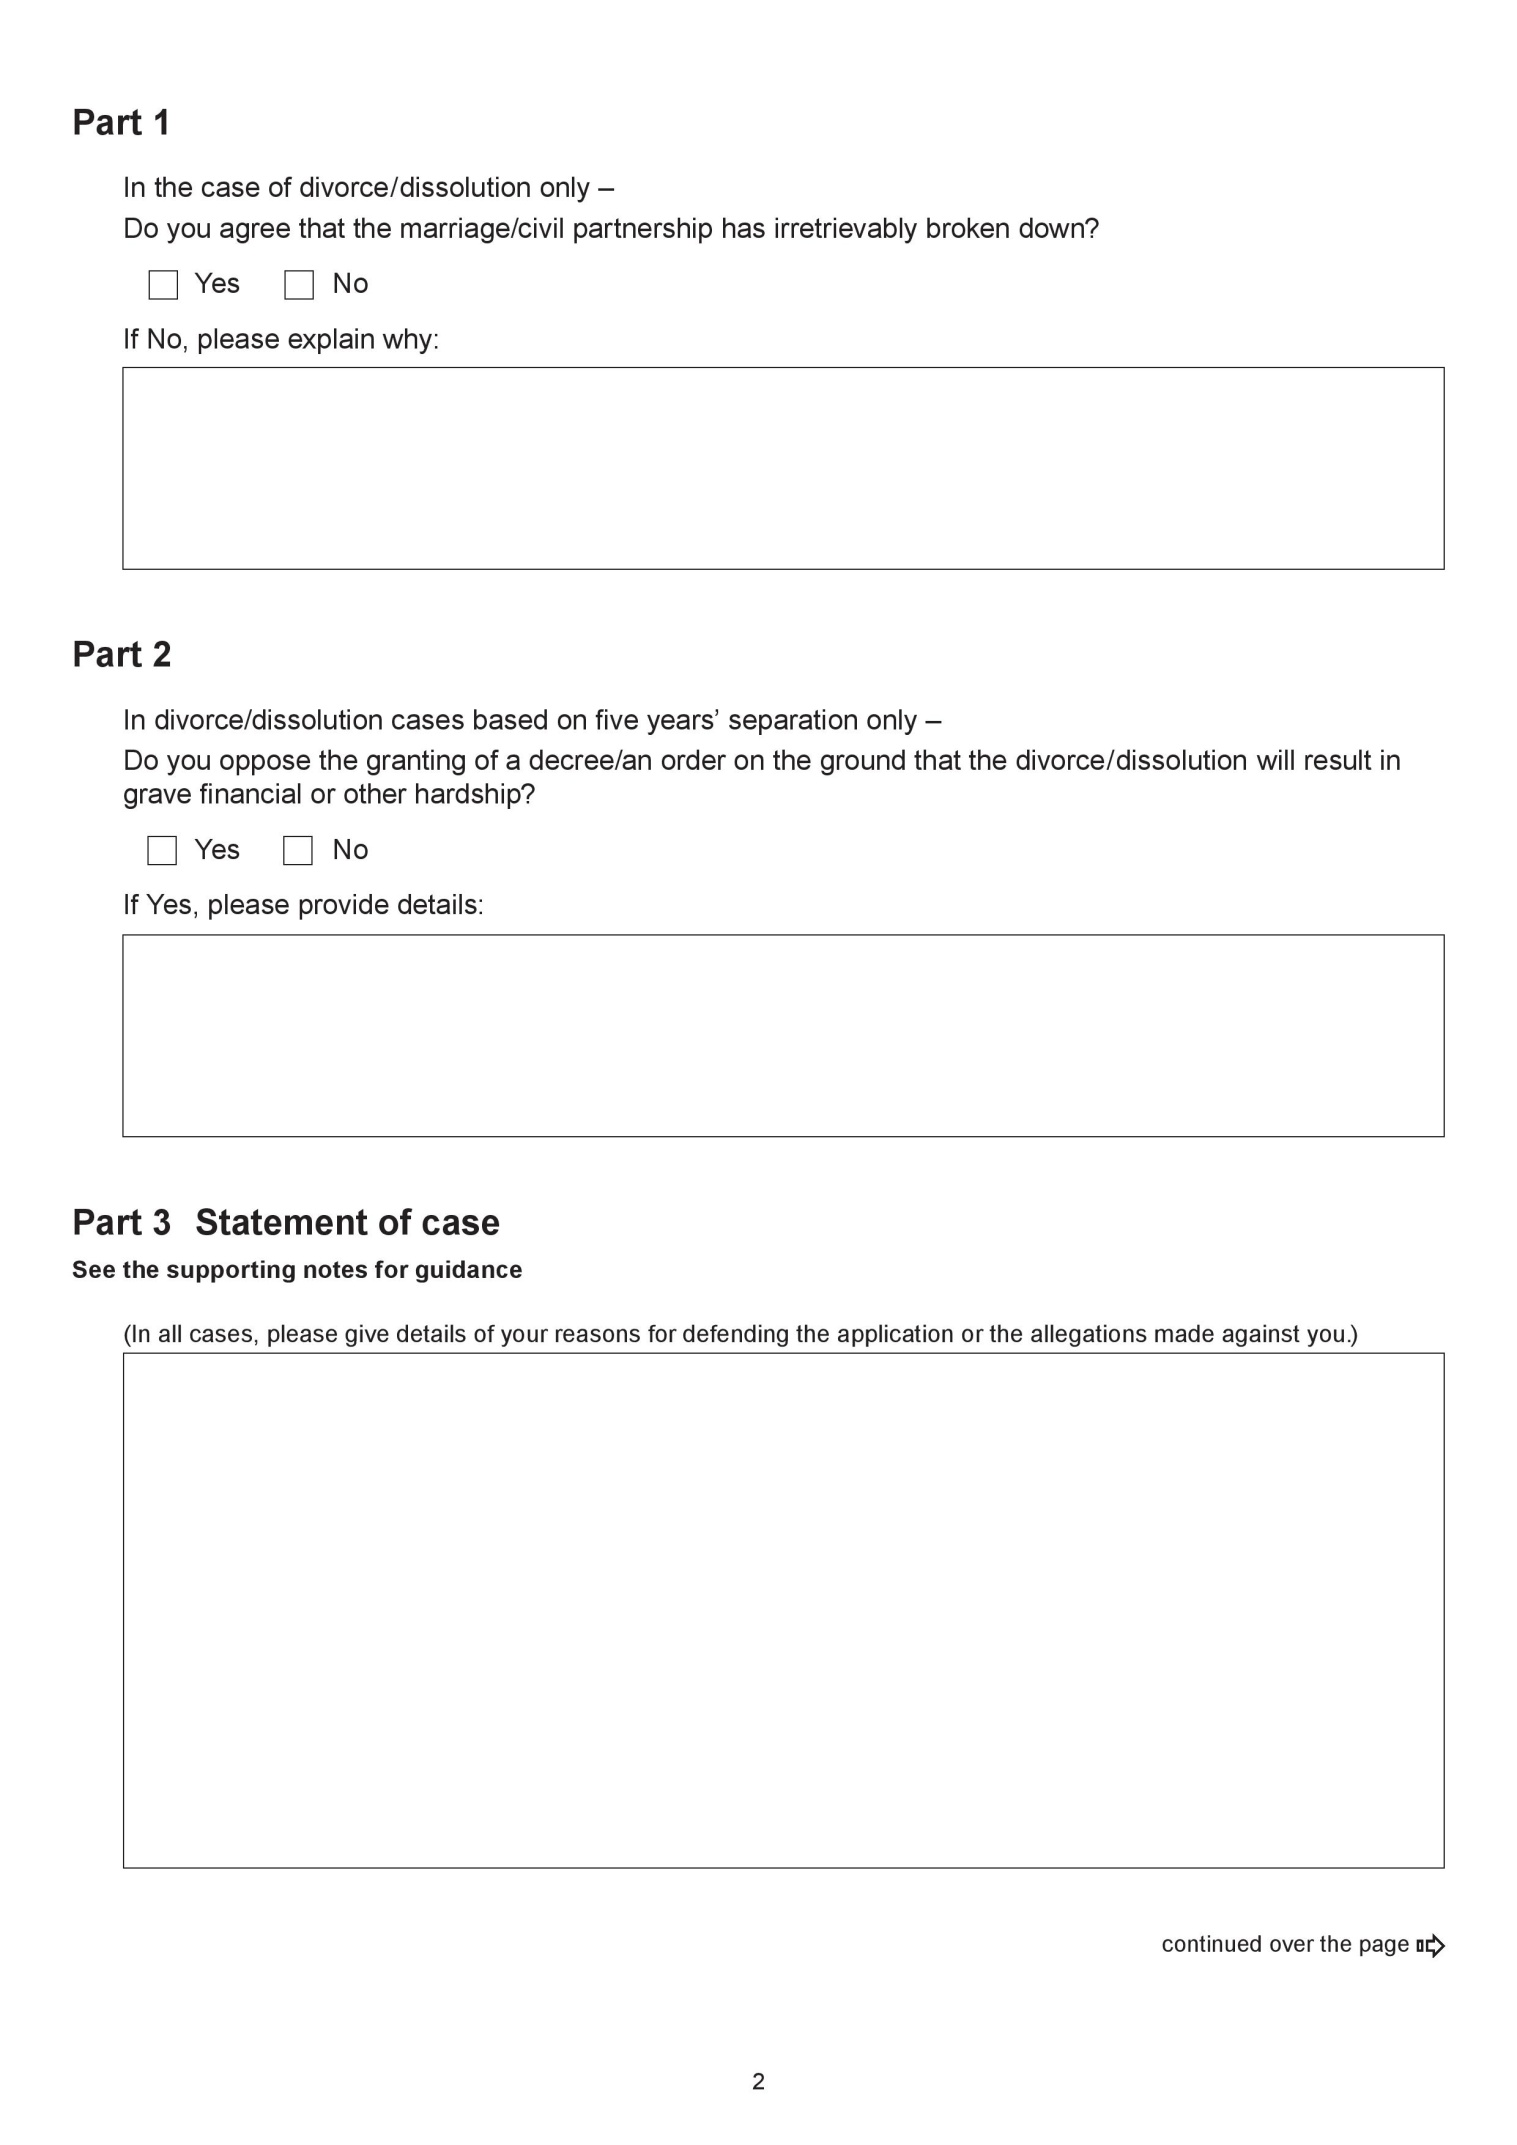 Part 1
In the case of divorce/dissolution only –
Do you agree that the marriage/civil partnership has irretrievably broken down?
Yes No
If No, please explain why:
Part 2
In divorce/dissolution cases based on five years’ separation only –
Do you oppose the granting of a decree/an order on the ground that the divorce/dissolution will result in
grave financial or other hardship?
Yes No
If Yes, please provide details:
Part 3 Statement of case
See the supporting notes for guidance
(In all cases, please give details of your reasons for defending the application or the allegations made against you.)
continued over the page
2